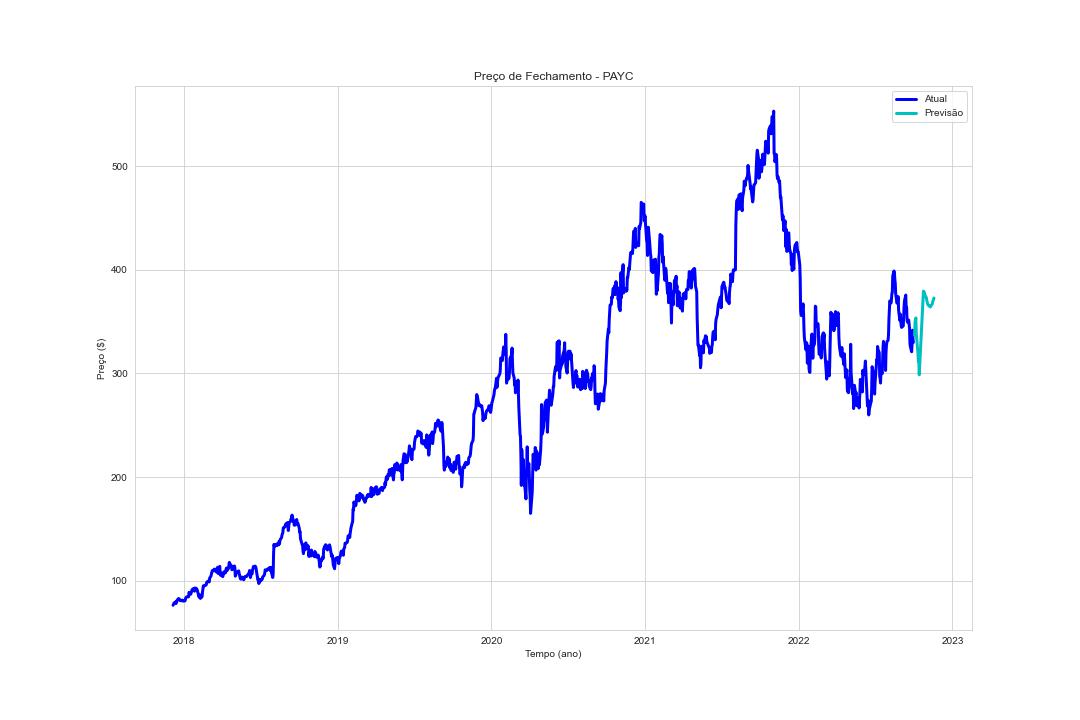 Preço de Fechamento - PAYC
Atual
Previsão
Preço ($)
500
400
300
200
100
2018 2019 2020 2021 2022 2023
Tempo (ano)